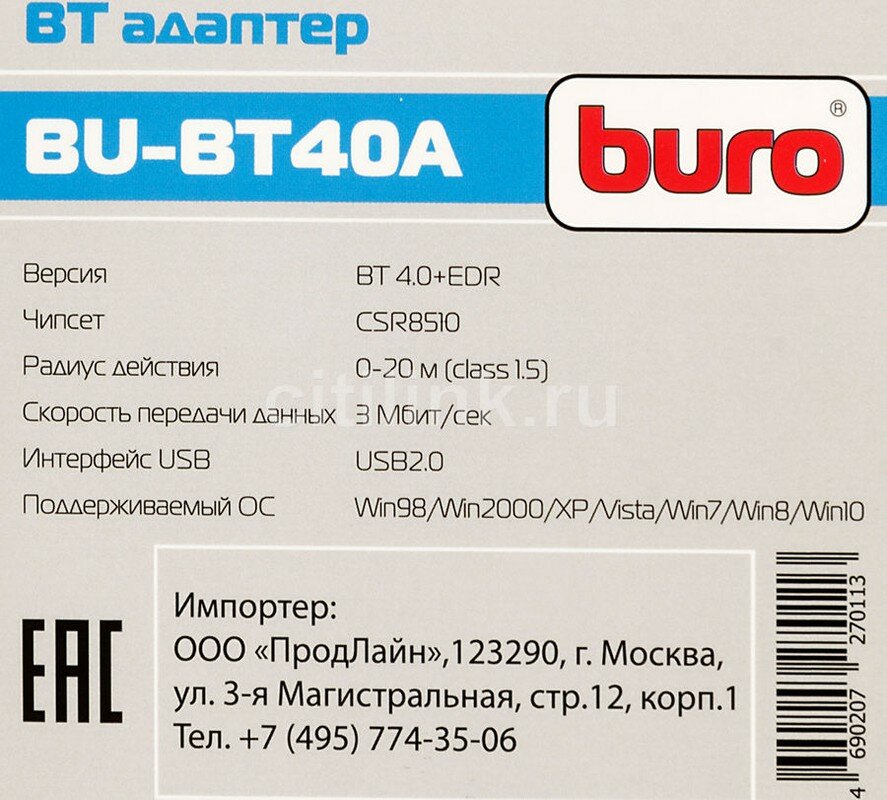 BT адаптер
BU-BT40A
buro ®
Версия BT 4.0+EDR
Чипсет CSR8510
Радиус действия 0-20 м (class 1.5)
Скорость передачи данных 3 Мбит/сек
Интерфейс USB USB2.0
Поддерживаемый ОС Win98/Win2000/XP/Vista/Win7/Win8/Win10
citilink.ru
EAC
Импортер:
ООО «ПродЛайн»,123290, г. Москва,
ул. 3-я Магистральная, стр.12, корп.1
Тел. +7 (495) 774-35-06
4 690207 270113